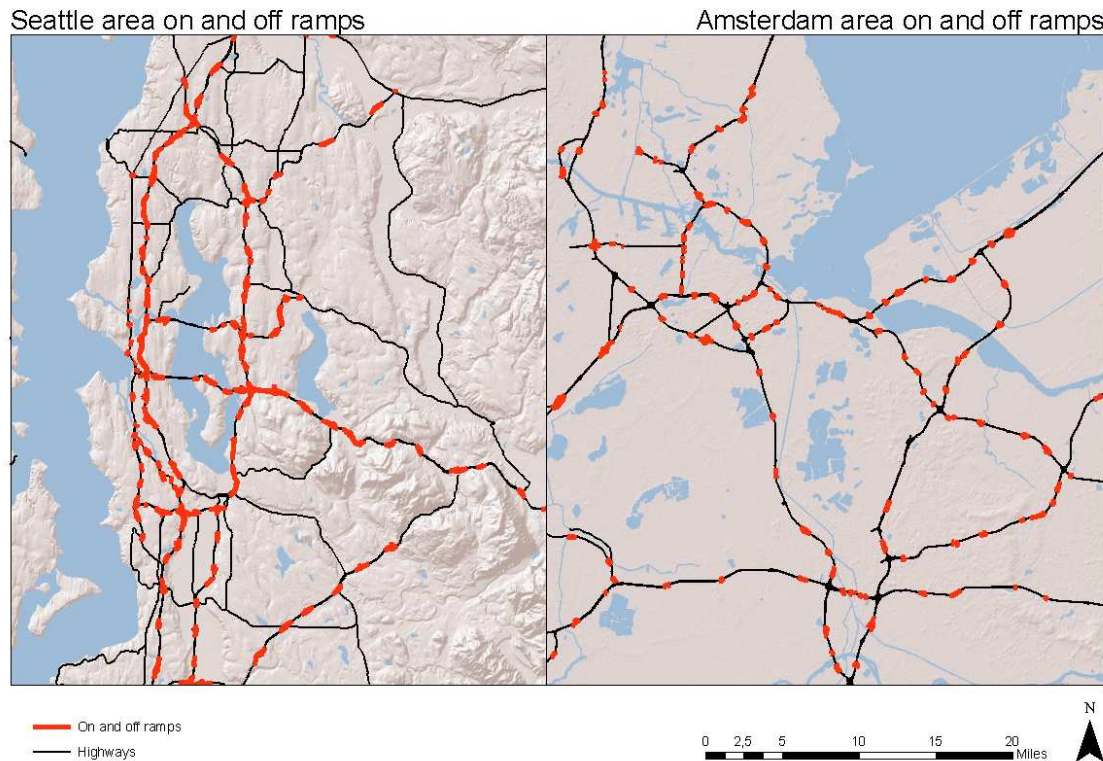 Seattle area on and off ramps
Amsterdam area on and off ramps
On and off ramps
Highways
N
0 2,5 5 10 15 20
Miles